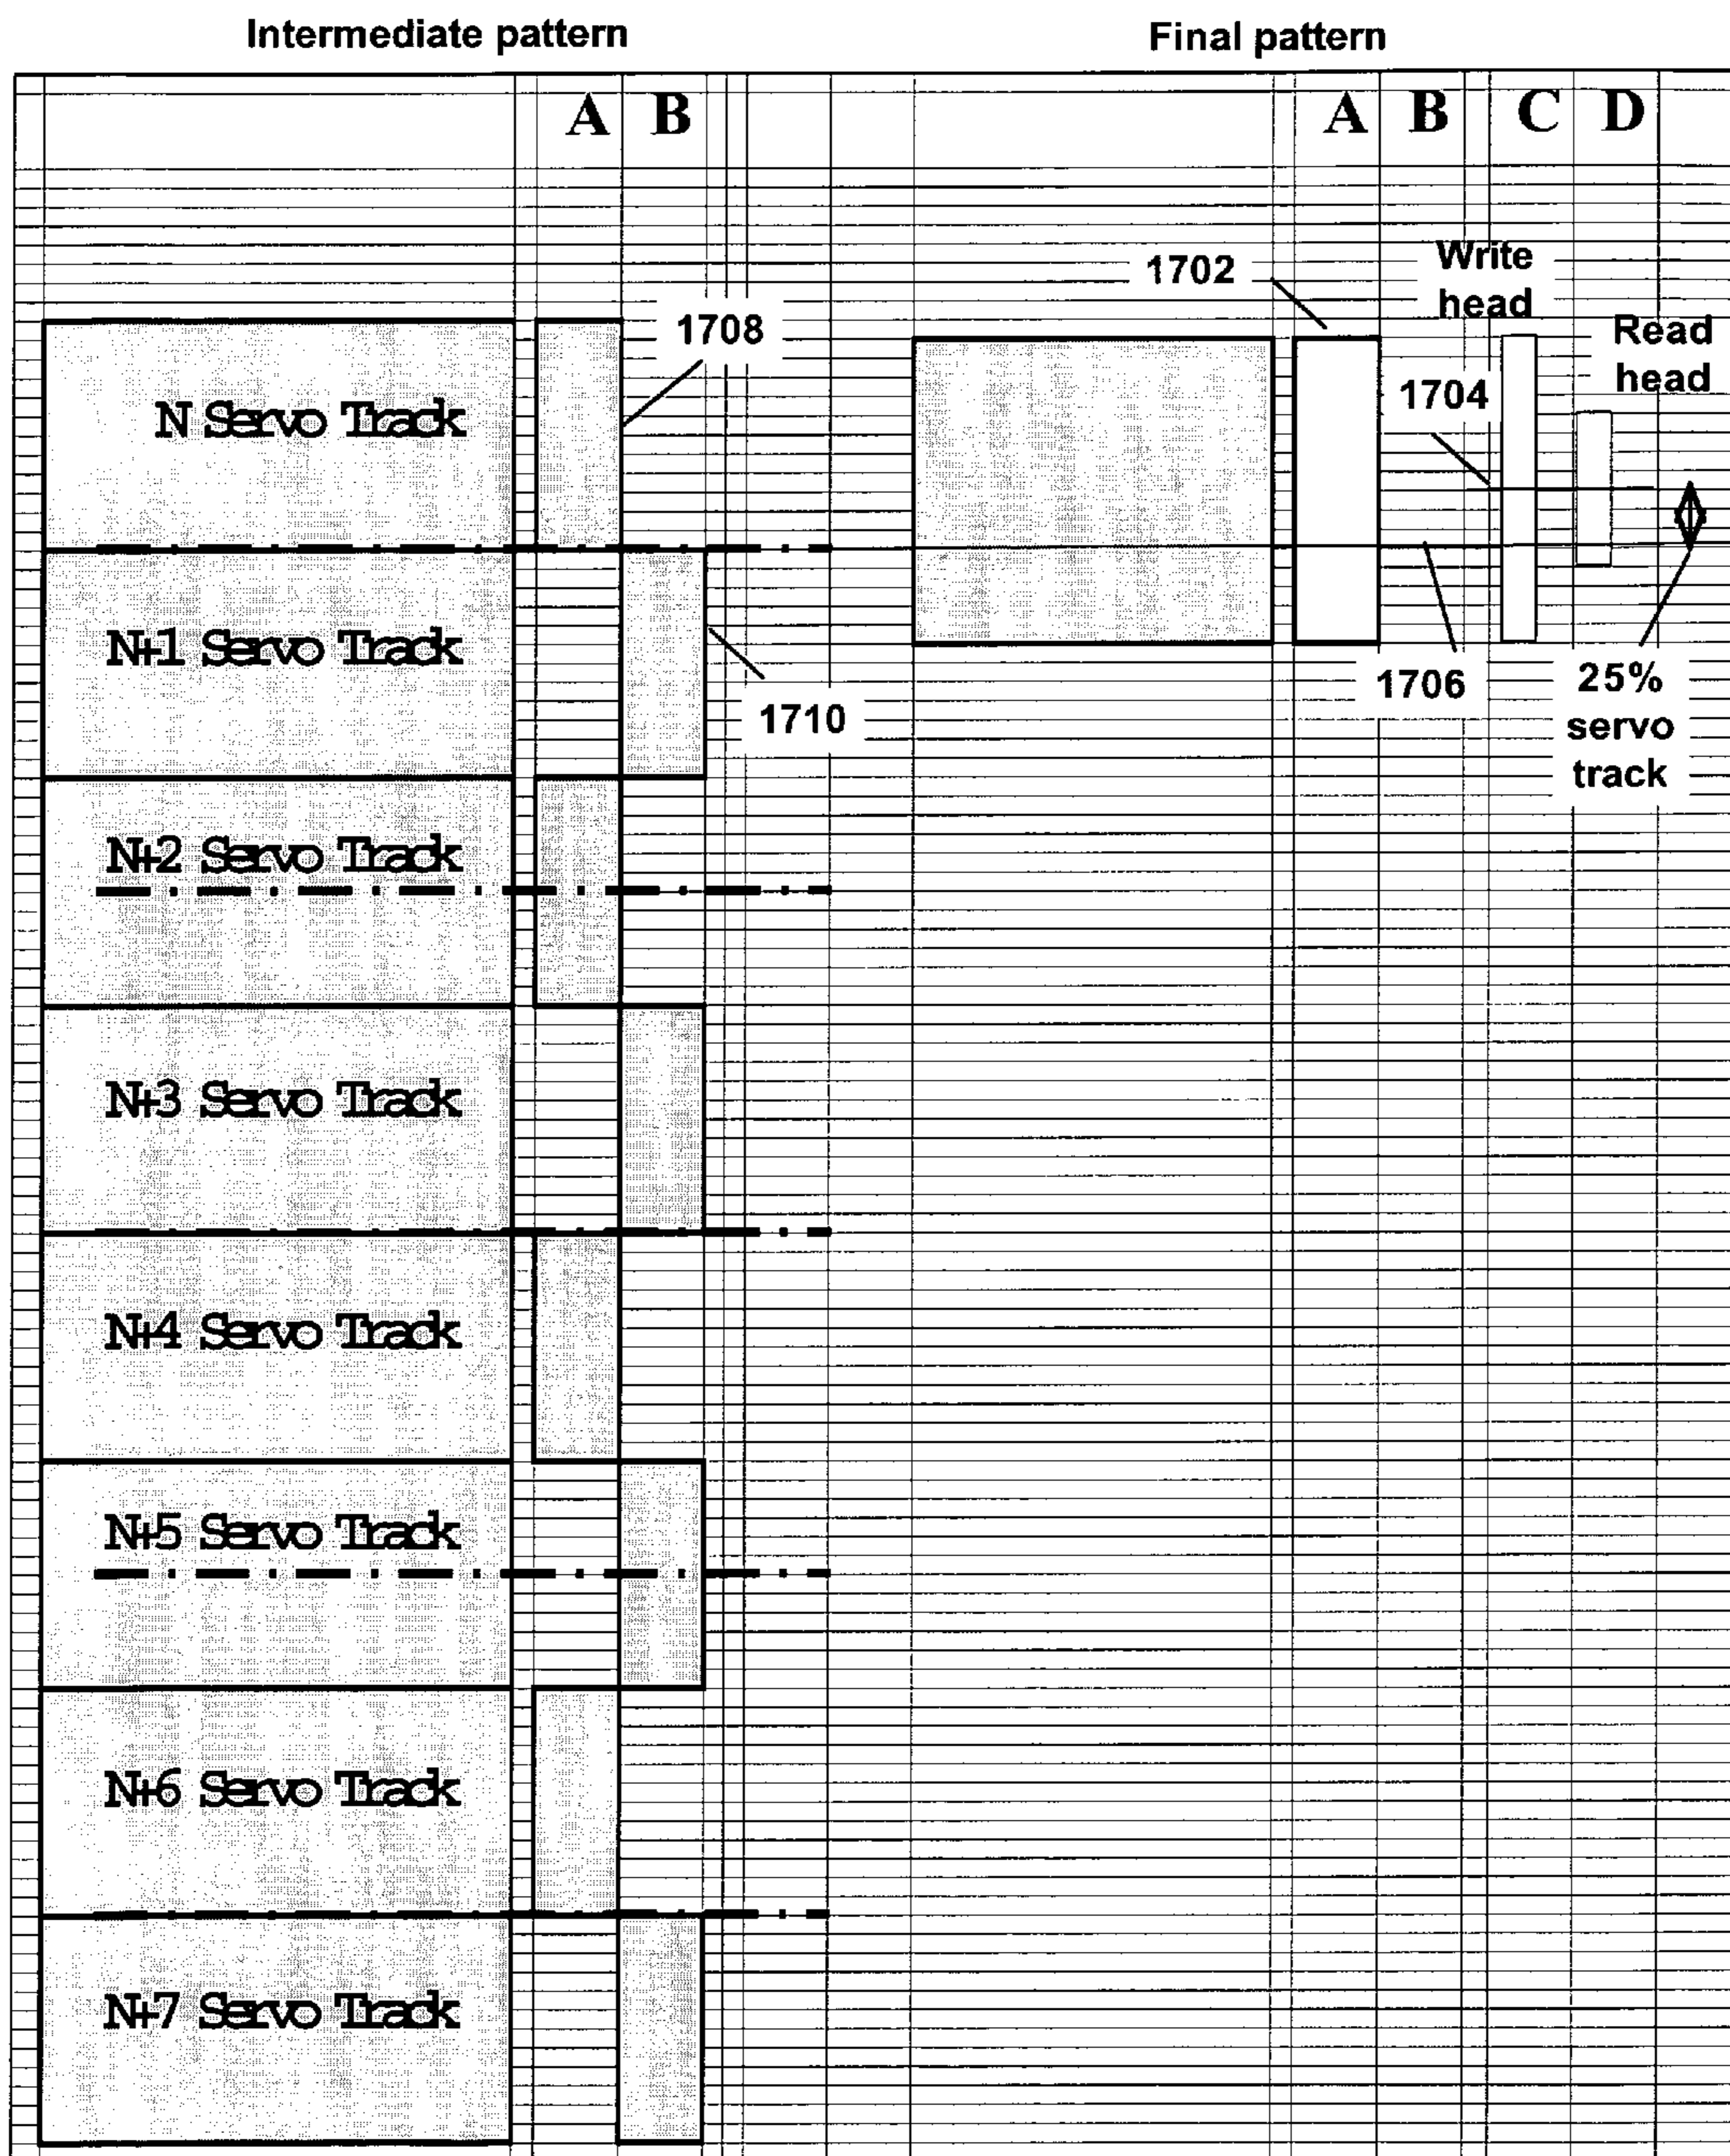 Intermediate pattern
Final pattern
A B
A B C D
1702
Write
head
1708
Read
head
1704
N Servo Track
N+1 Servo Track
1710
1706
25%
servo
track
N+2 Servo Track
N+3 Servo Track
N+4 Servo Track
N+5 Servo Track
N+6 Servo Track
N+7 Servo Track